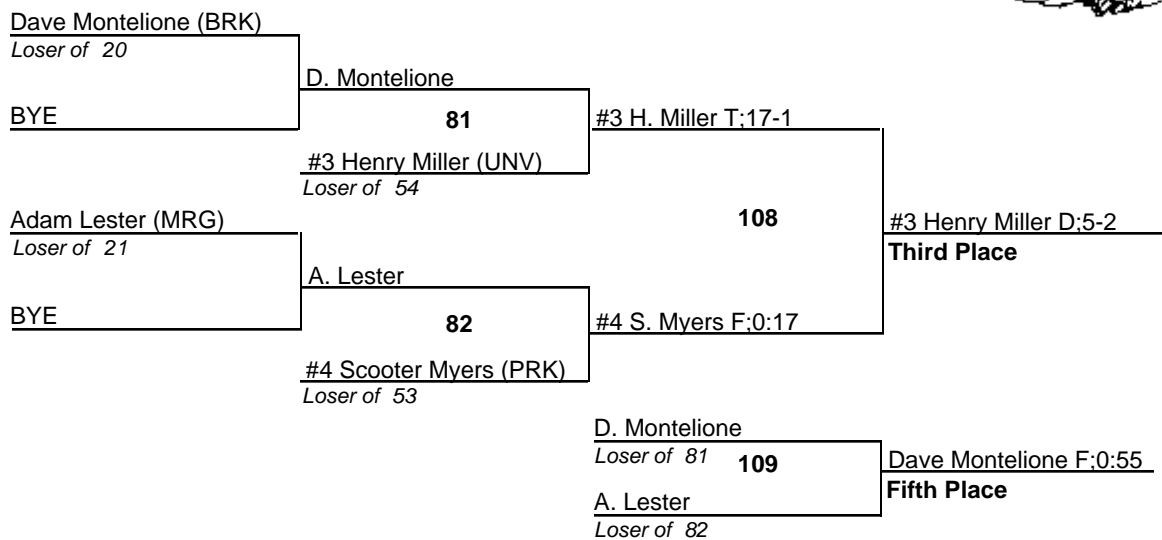 Dave Montelione (BRK)
Loser of 20
D. Montelione
BYE
81
#3 H. Miller T;17-1
#3 Henry Miller (UNV)
Loser of 54
Adam Lester (MRG)
108
#3 Henry Miller D;5-2
Loser of 21
Third Place
A. Lester
BYE
82
#4 S. Myers F;0:17
#4 Scooter Myers (PRK)
Loser of 53
D. Montelione
Loser of 81
109
Dave Montelione F;0:55
Fifth Place
A. Lester
Loser of 82